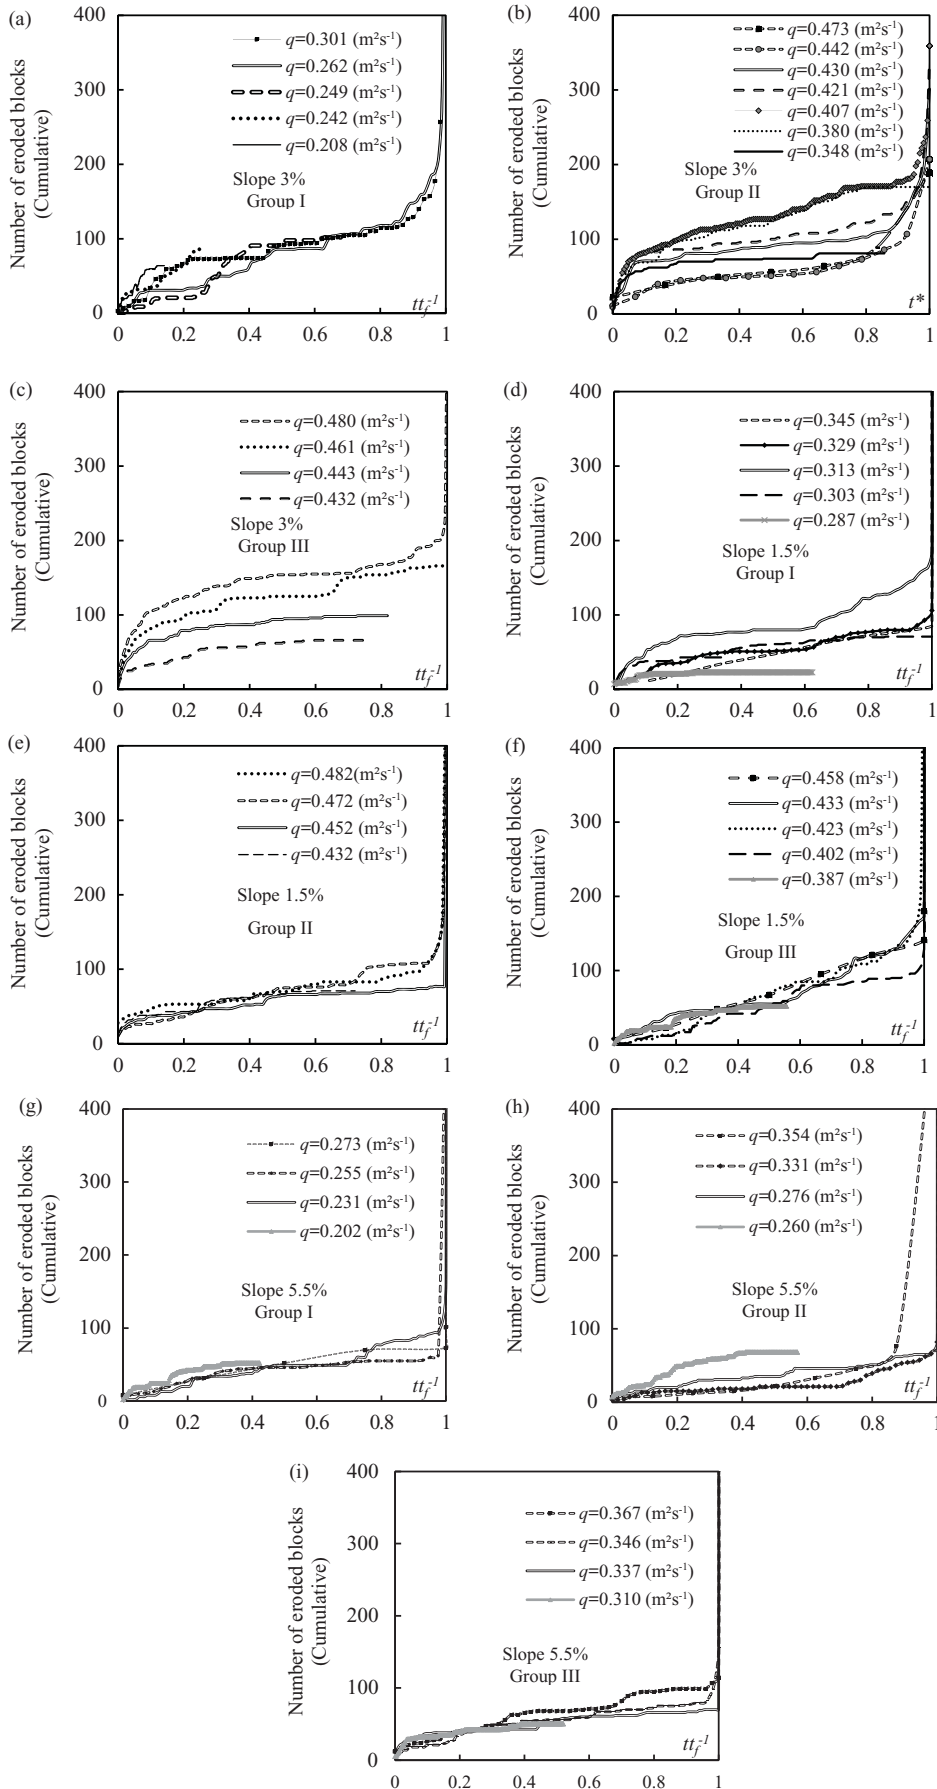 (a)
Number of eroded blocks
(Cumulative)
400
300
200
100
0
q=0.301 (m²s⁻¹)
q=0.262 (m²s⁻¹)
q=0.249 (m²s⁻¹)
q=0.242 (m²s⁻¹)
q=0.208 (m²s⁻¹)
Slope 3%
Group I
tt_f⁻¹
0 0.2 0.4 0.6 0.8 1
(b)
Number of eroded blocks
(Cumulative)
400
300
200
100
0
q=0.473 (m²s⁻¹)
q=0.442 (m²s⁻¹)
q=0.430 (m²s⁻¹)
q=0.421 (m²s⁻¹)
q=0.407 (m²s⁻¹)
q=0.380 (m²s⁻¹)
q=0.348 (m²s⁻¹)
Slope 3%
Group II
t*
0 0.2 0.4 0.6 0.8 1
(c)
Number of eroded blocks
(Cumulative)
400
300
200
100
0
q=0.480 (m²s⁻¹)
q=0.461 (m²s⁻¹)
q=0.443 (m²s⁻¹)
q=0.432 (m²s⁻¹)
Slope 3%
Group III
tt_f⁻¹
0 0.2 0.4 0.6 0.8 1
(d)
Number of eroded blocks
(Cumulative)
400
300
200
100
0
q=0.345 (m²s⁻¹)
q=0.329 (m²s⁻¹)
q=0.313 (m²s⁻¹)
q=0.303 (m²s⁻¹)
q=0.287 (m²s⁻¹)
Slope 1.5%
Group I
tt_f⁻¹
0 0.2 0.4 0.6 0.8 1
(e)
Number of eroded blocks
(Cumulative)
400
300
200
100
0
q=0.482(m²s⁻¹)
q=0.472 (m²s⁻¹)
q=0.452 (m²s⁻¹)
q=0.432 (m²s⁻¹)
Slope 1.5%
Group II
tt_f⁻¹
0 0.2 0.4 0.6 0.8 1
(f)
Number of eroded blocks
(Cumulative)
400
300
200
100
0
q=0.458 (m²s⁻¹)
q=0.433 (m²s⁻¹)
q=0.423 (m²s⁻¹)
q=0.402 (m²s⁻¹)
q=0.387 (m²s⁻¹)
Slope 1.5%
Group III
tt_f⁻¹
0 0.2 0.4 0.6 0.8 1
(g)
Number of eroded blocks
(Cumulative)
400
300
200
100
0
q=0.273 (m²s⁻¹)
q=0.255 (m²s⁻¹)
q=0.231 (m²s⁻¹)
q=0.202 (m²s⁻¹)
Slope 5.5%
Group I
tt_f⁻¹
0 0.2 0.4 0.6 0.8 1
(h)
Number of eroded blocks
(Cumulative)
400
300
200
100
0
q=0.354 (m²s⁻¹)
q=0.331 (m²s⁻¹)
q=0.276 (m²s⁻¹)
q=0.260 (m²s⁻¹)
Slope 5.5%
Group II
tt_f⁻¹
0 0.2 0.4 0.6 0.8 1
(i)
Number of eroded blocks
((Cumulative)
400
300
200
100
0
q=0.367 (m²s⁻¹)
q=0.346 (m²s⁻¹)
q=0.337 (m²s⁻¹)
q=0.310 (m²s⁻¹)
Slope 5.5%
Group III
tt_f⁻¹
0 0.2 0.4 0.6 0.8 1